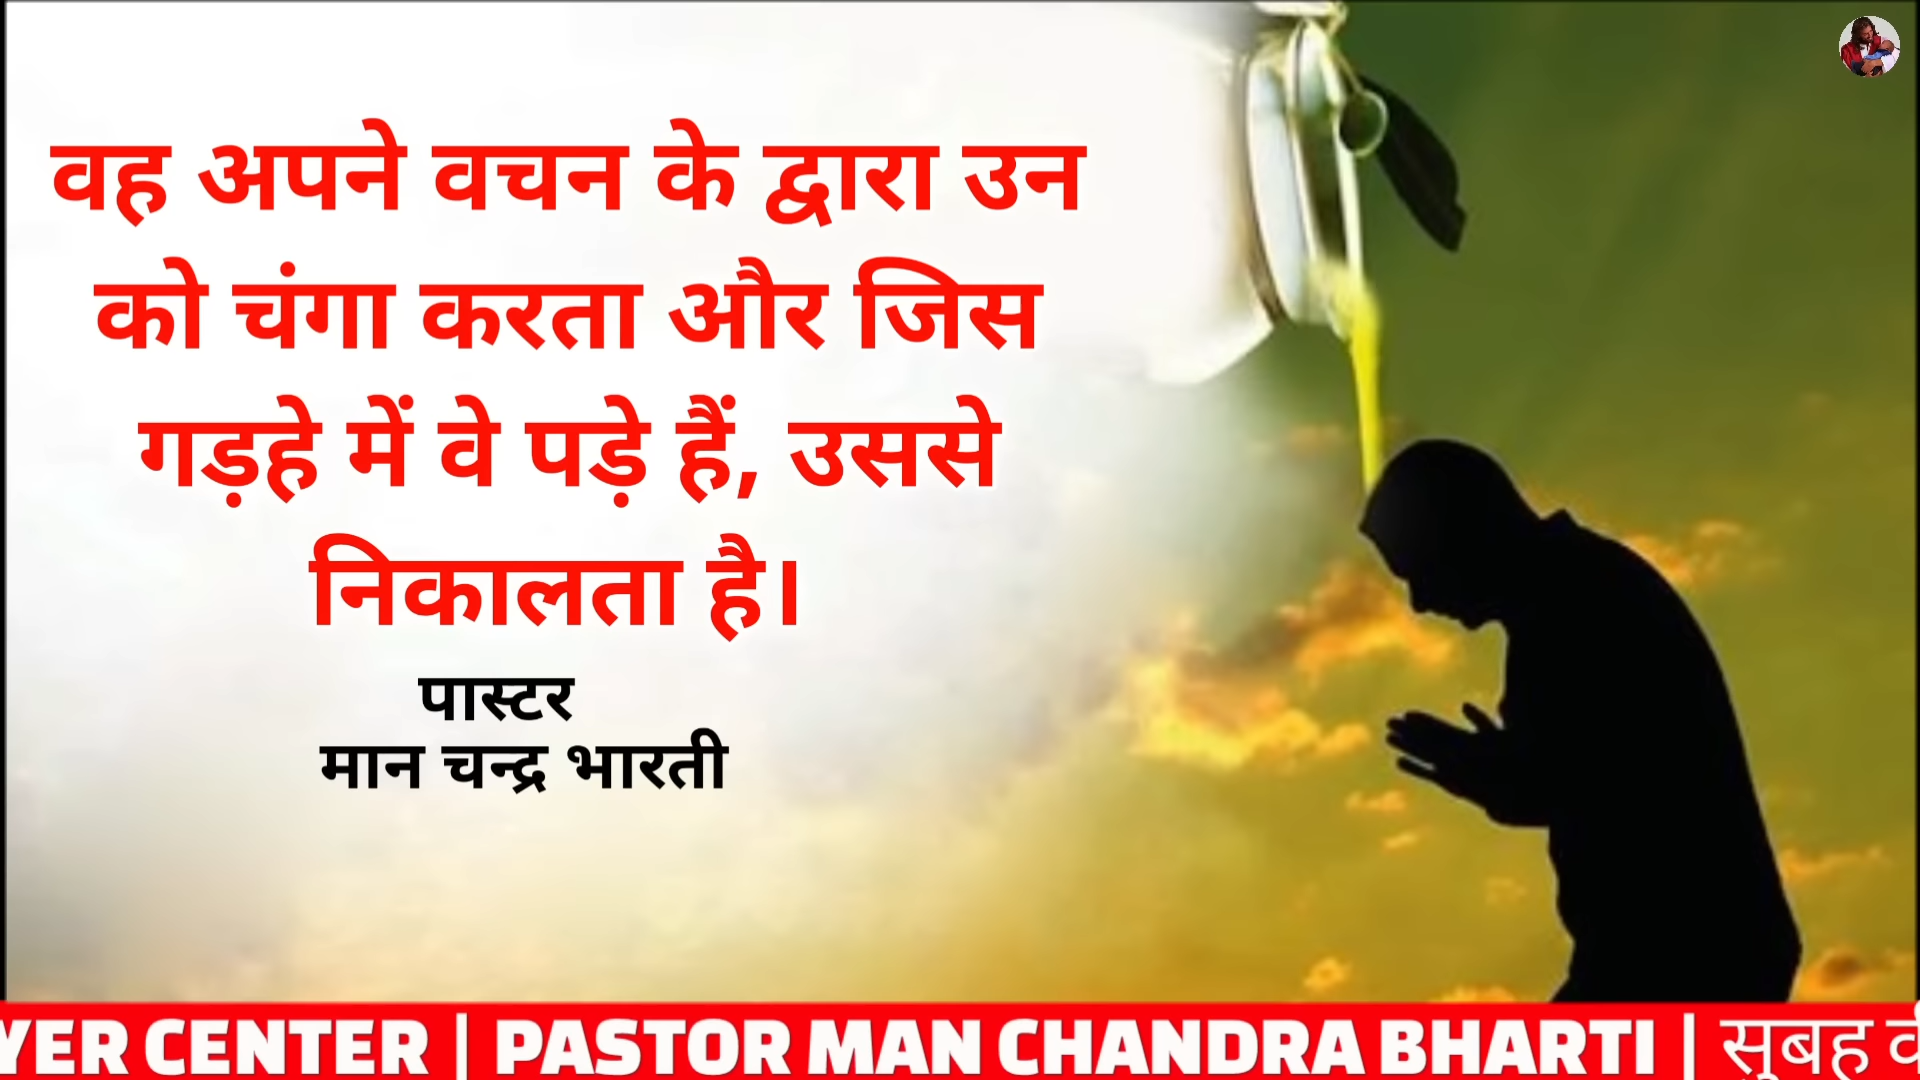 वह अपने वचन के द्वारा उन
को चंगा करता और जिस
गड़हे में वे पड़े हैं, उससे
निकालता है।
पास्टर
मान चन्द्र भारती
YER CENTER | PASTOR MAN CHANDRA BHARTI | सुबह